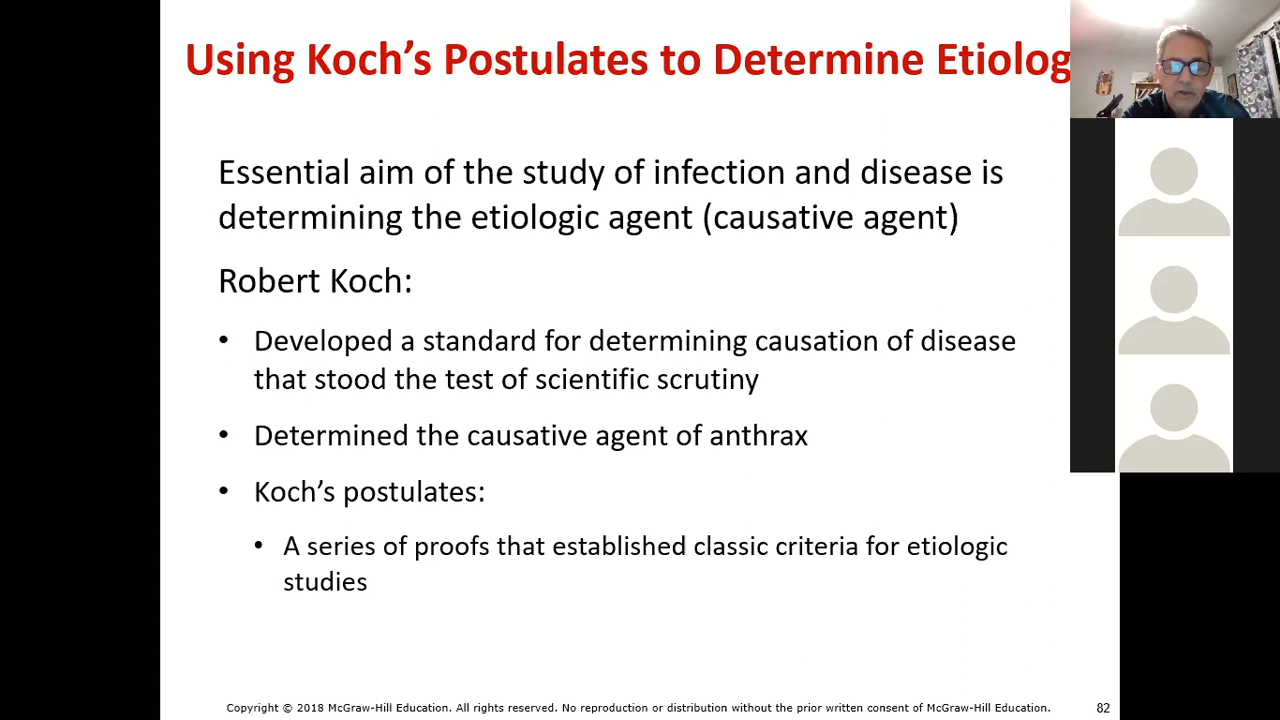 Using Koch's Postulates to Determine Etiolog
Essential aim of the study of infection and disease is
determining the etiologic agent (causative agent)
Robert Koch:
• Developed a standard for determining causation of disease
that stood the test of scientific scrutiny
• Determined the causative agent of anthrax
• Koch's postulates:
• A series of proofs that established classic criteria for etiologic
studies
Copyright © 2018 McGraw-Hill Education. All rights reserved. No reproduction or distribution without the prior written consent of McGraw-Hill Education.
82